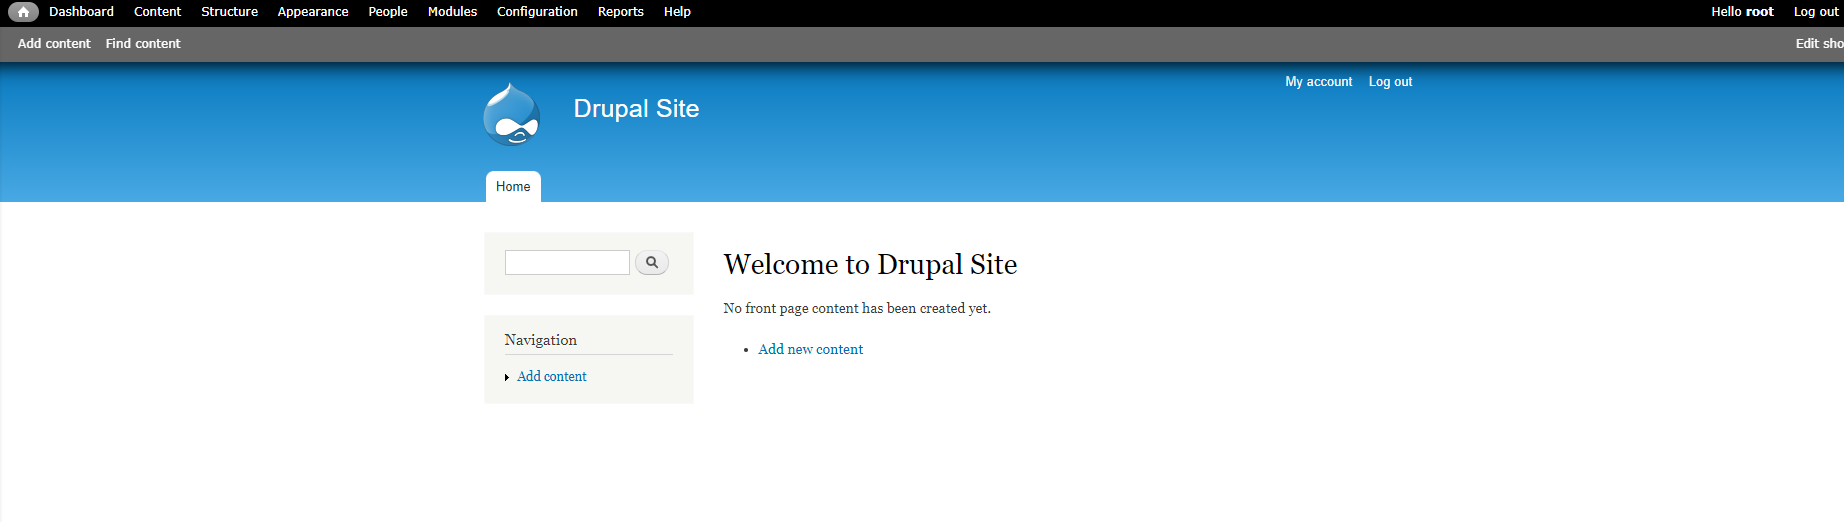 Dashboard Content Structure Appearance People Modules Configuration Reports Help Hello root Log out
Add content Find content Edit sho
My account Log out
Drupal Site
Home
Welcome to Drupal Site
No front page content has been created yet.
Add new content
Navigation
Add content